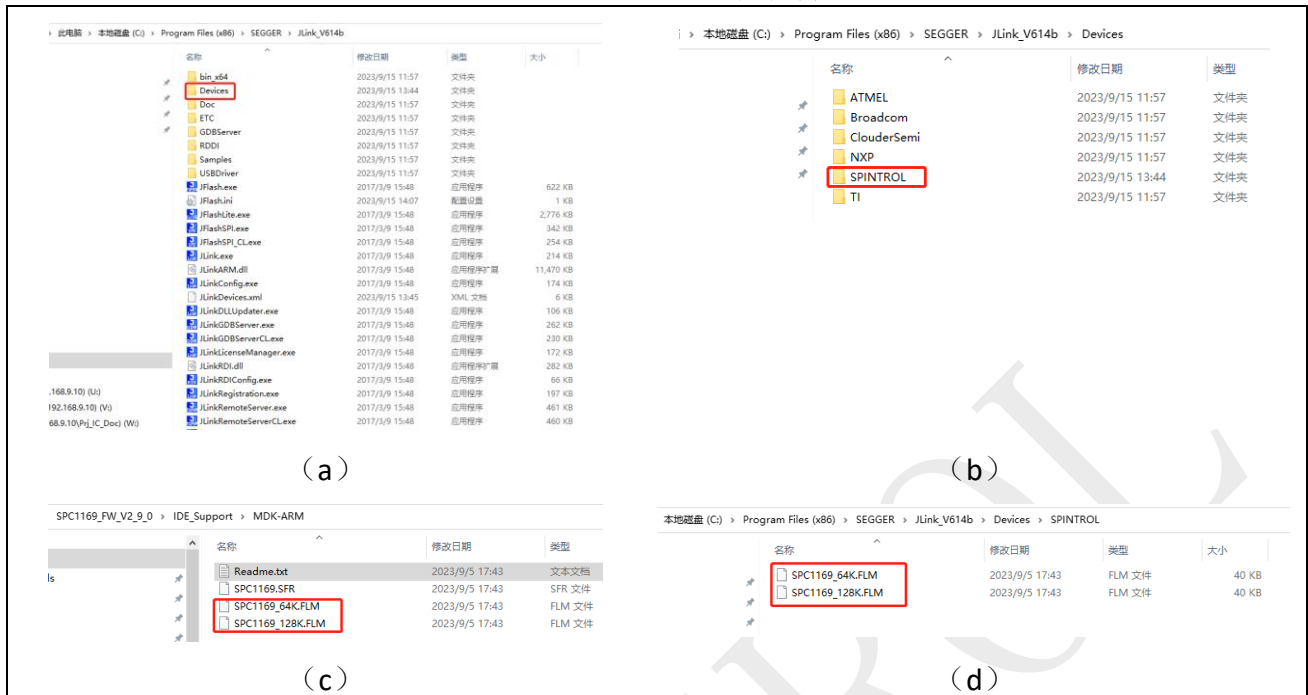 › 此电脑 › 本地磁盘 (C:) › Program Files (x86) › SEGGER › JLink_V614b
名称 修改日期 类型 大小
bin_x64 2023/9/15 11:57 文件夹
Devices 2023/9/15 13:44 文件夹
Doc 2023/9/15 11:57 文件夹
ETC 2023/9/15 11:57 文件夹
GDBServer 2023/9/15 11:57 文件夹
RDDI 2023/9/15 11:57 文件夹
Samples 2023/9/15 11:57 文件夹
USBDriver 2023/9/15 11:57 文件夹
JFlash.exe 2017/3/9 15:48 应用程序 622 KB
JFlash.ini 2023/9/15 14:07 配置设置 1 KB
JFlashLite.exe 2017/3/9 15:48 应用程序 2,776 KB
JFlashSPI.exe 2017/3/9 15:48 应用程序 342 KB
JFlashSPI_CL.exe 2017/3/9 15:48 应用程序 254 KB
JLink.exe 2017/3/9 15:48 应用程序 214 KB
JLinkARM.dll 2017/3/9 15:48 应用程序扩展 11,470 KB
JLinkConfig.exe 2017/3/9 15:48 应用程序 174 KB
JLinkDevices.xml 2023/9/15 13:45 XML 文档 6 KB
JLinkDLLUpdater.exe 2017/3/9 15:48 应用程序 106 KB
JLinkGDBServer.exe 2017/3/9 15:48 应用程序 262 KB
JLinkGDBServerCL.exe 2017/3/9 15:48 应用程序 230 KB
JLinkLicenseManager.exe 2017/3/9 15:48 应用程序 172 KB
JLinkRDI.dll 2017/3/9 15:48 应用程序扩展 282 KB
JLinkRDIConfig.exe 2017/3/9 15:48 应用程序 66 KB
.168.9.10) (U:) JLinkRegistration.exe 2017/3/9 15:48 应用程序 197 KB
192.168.9.10) (V:) JLinkRemoteServer.exe 2017/3/9 15:48 应用程序 461 KB
68.9.10\Prj_IC_Doc) (W:) JLinkRemoteServerCL.exe 2017/3/9 15:48 应用程序 460 KB
（a）
› 本地磁盘 (C:) › Program Files (x86) › SEGGER › JLink_V614b › Devices
名称 修改日期 类型
ATMEL 2023/9/15 11:57 文件夹
Broadcom 2023/9/15 11:57 文件夹
ClouderSemi 2023/9/15 11:57 文件夹
NXP 2023/9/15 11:57 文件夹
SPINTROL 2023/9/15 13:44 文件夹
TI 2023/9/15 11:57 文件夹
（b）
SPC1169_FW_V2_9_0 › IDE_Support › MDK-ARM
名称 修改日期 类型
Readme.txt 2023/9/5 17:43 文本文档
ls SPC1169.SFR 2023/9/5 17:43 SFR 文件
SPC1169_64K.FLM 2023/9/5 17:43 FLM 文件
SPC1169_128K.FLM 2023/9/5 17:43 FLM 文件
（c）
本地磁盘 (C:) › Program Files (x86) › SEGGER › JLink_V614b › Devices › SPINTROL
名称 修改日期 类型 大小
SPC1169_64K.FLM 2023/9/5 17:43 FLM 文件 40 KB
SPC1169_128K.FLM 2023/9/5 17:43 FLM 文件 40 KB
（d）